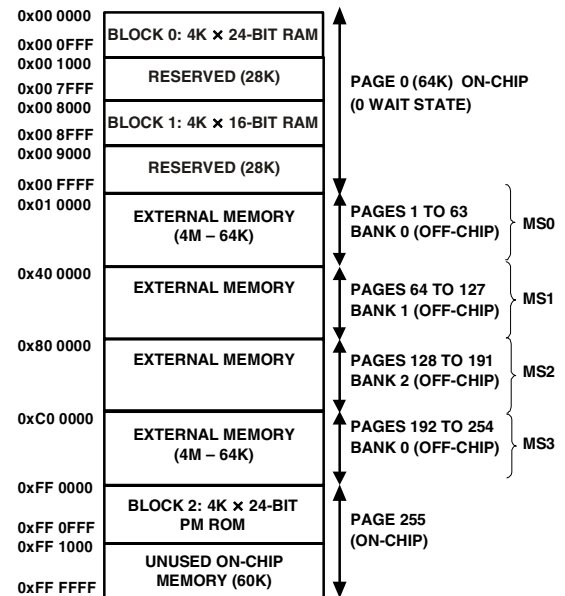 0x00 0000
BLOCK 0: 4K × 24-BIT RAM
0x00 0FFF
0x00 1000
RESERVED (28K)
0x00 7FFF
0x00 8000
BLOCK 1: 4K × 16-BIT RAM
0x00 8FFF
0x00 9000
RESERVED (28K)
0x00 FFFF
PAGE 0 (64K) ON-CHIP
(0 WAIT STATE)
0x01 0000
EXTERNAL MEMORY
(4M – 64K)
PAGES 1 TO 63
BANK 0 (OFF-CHIP)
MS0
0x40 0000
EXTERNAL MEMORY
PAGES 64 TO 127
BANK 1 (OFF-CHIP)
MS1
0x80 0000
EXTERNAL MEMORY
PAGES 128 TO 191
BANK 2 (OFF-CHIP)
MS2
0xC0 0000
EXTERNAL MEMORY
(4M – 64K)
PAGES 192 TO 254
BANK 0 (OFF-CHIP)
MS3
0xFF 0000
BLOCK 2: 4K × 24-BIT
PM ROM
0xFF 0FFF
0xFF 1000
UNUSED ON-CHIP
MEMORY (60K)
0xFF FFFF
PAGE 255
(ON-CHIP)